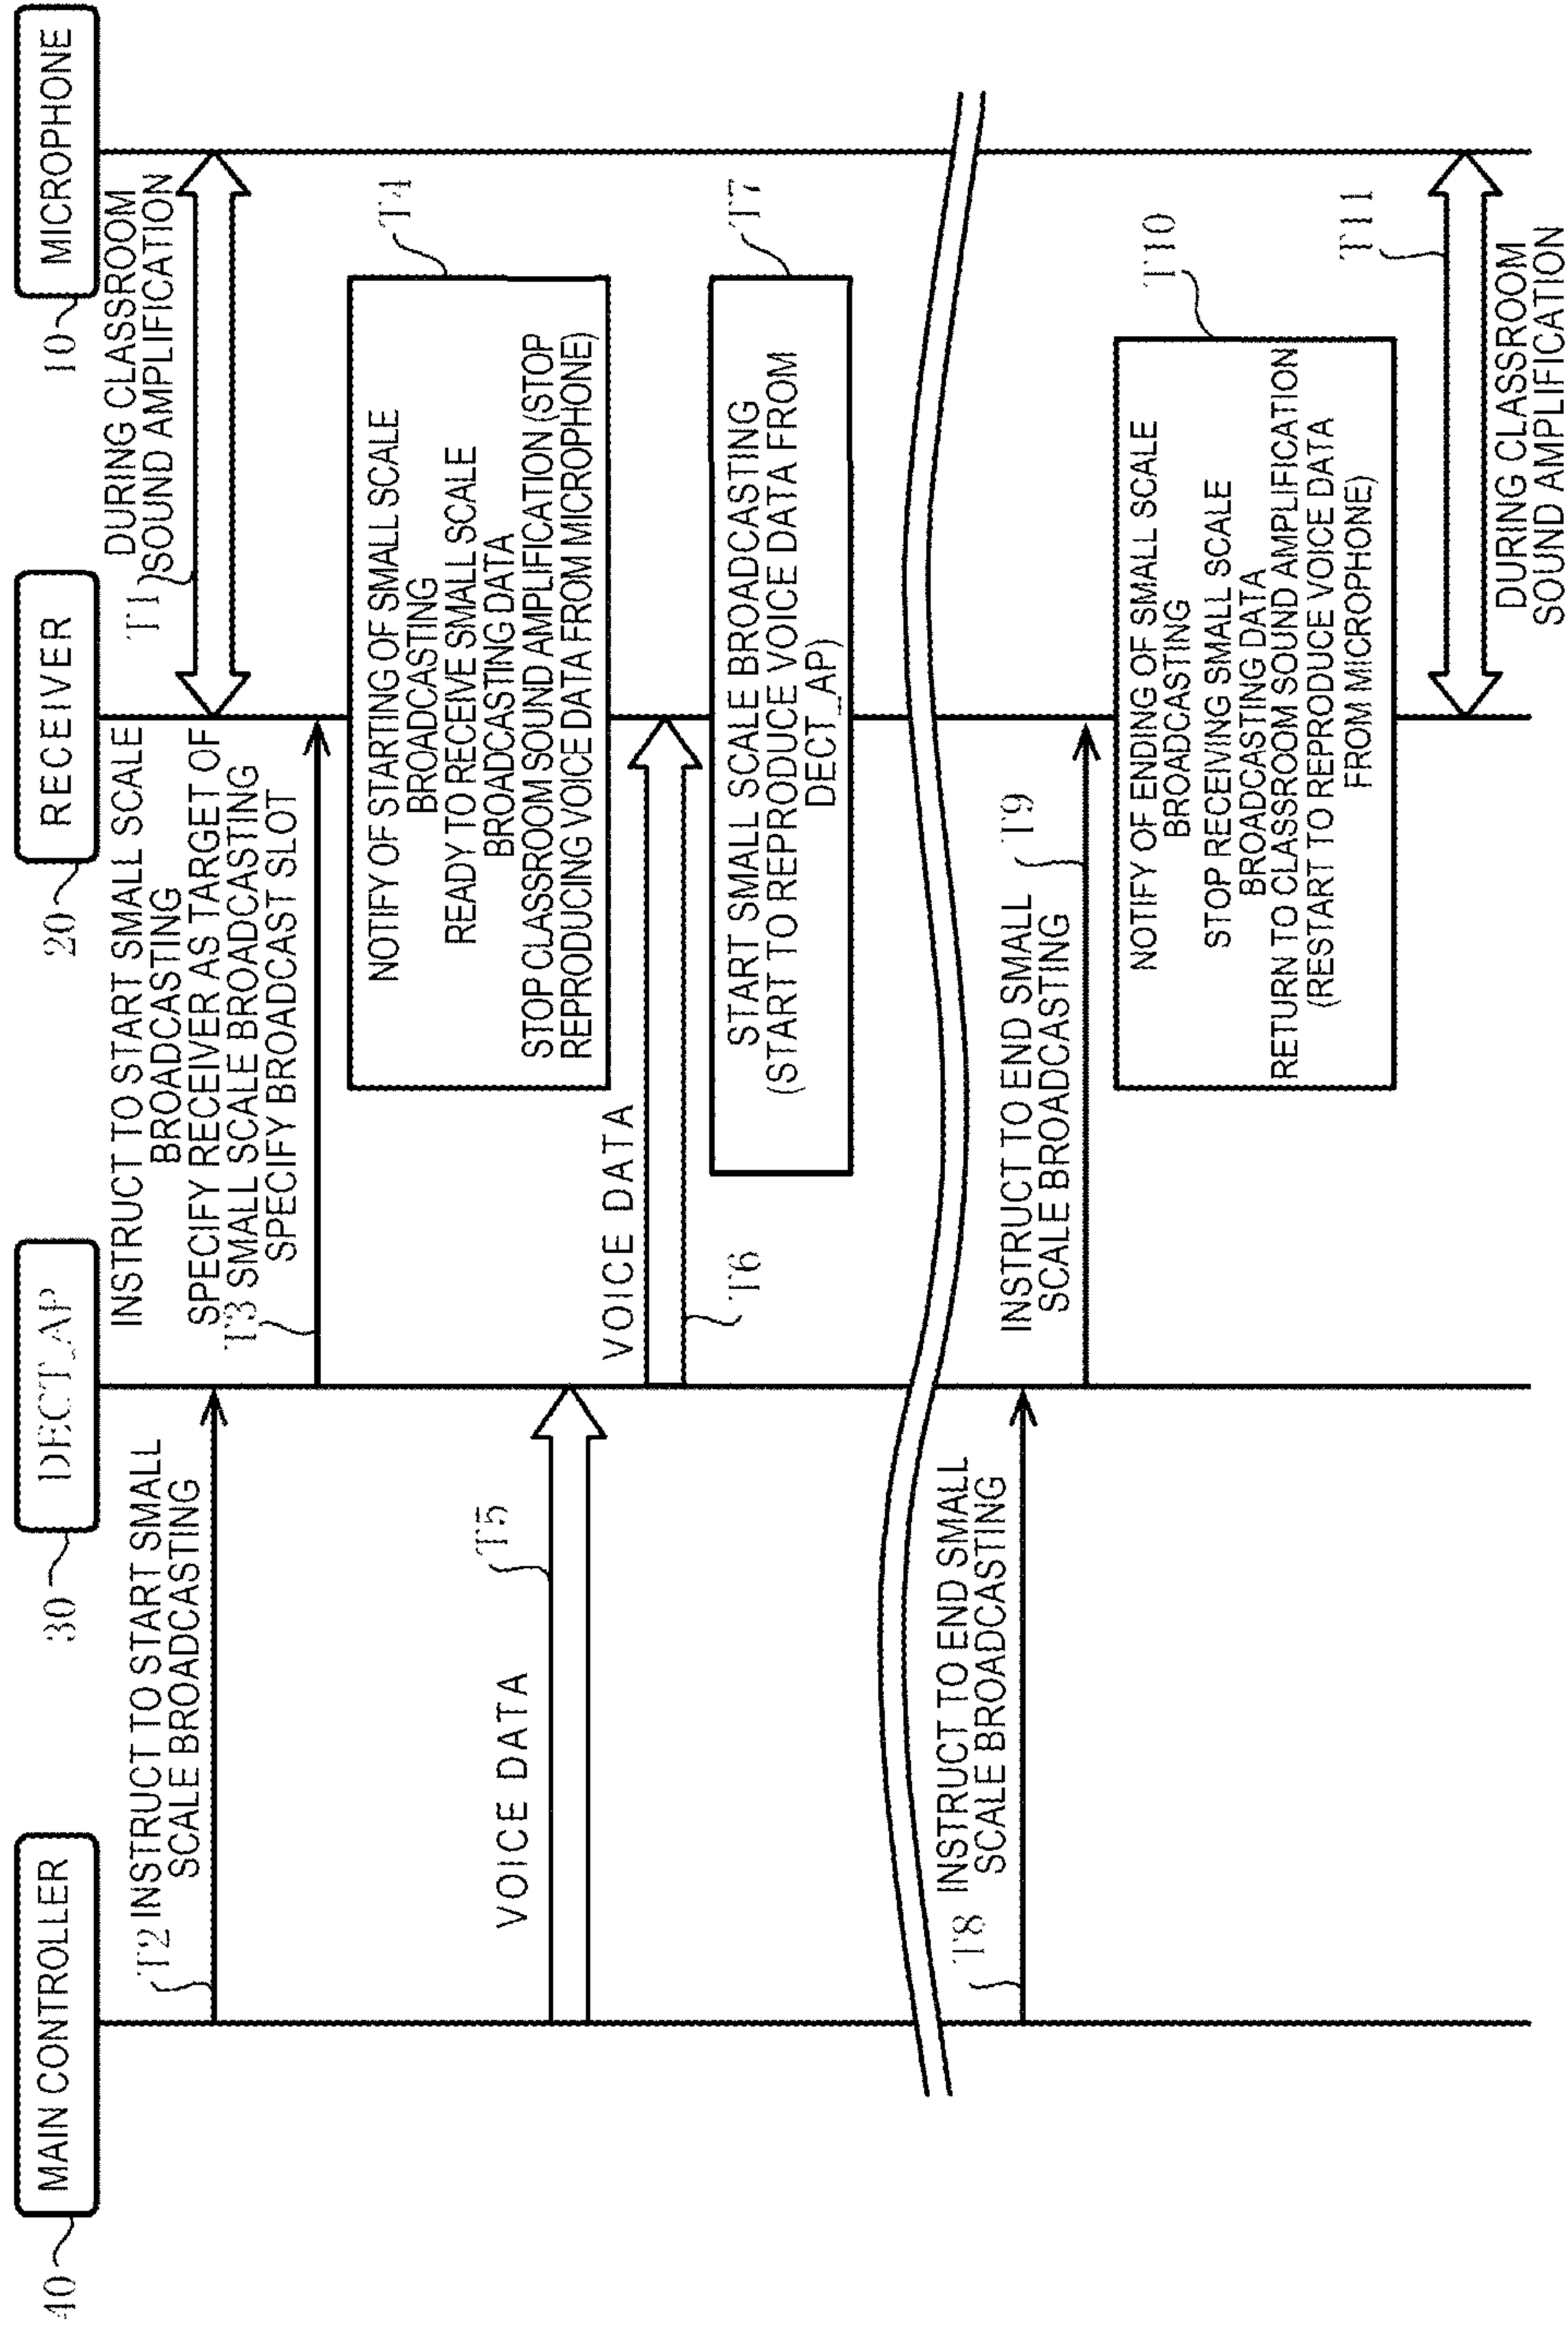 MAIN CONTROLLER
40
DECT_AP
30
RECEIVER
20
MICROPHONE
10
DURING CLASSROOM
SOUND AMPLIFICATION
T1
T2
INSTRUCT TO START SMALL
SCALE BROADCASTING
INSTRUCT TO START SMALL SCALE
BROADCASTING
SPECIFY RECEIVER AS TARGET OF
SMALL SCALE BROADCASTING
SPECIFY BROADCAST SLOT
T3
T4
NOTIFY OF STARTING OF SMALL SCALE
BROADCASTING
READY TO RECEIVE SMALL SCALE
BROADCASTING DATA
STOP CLASSROOM SOUND AMPLIFICATION (STOP
REPRODUCING VOICE DATA FROM MICROPHONE)
VOICE DATA
T5
VOICE DATA
T6
T7
START SMALL SCALE BROADCASTING
(START TO REPRODUCE VOICE DATA FROM
DECT_AP)
T8
INSTRUCT TO END SMALL
SCALE BROADCASTING
INSTRUCT TO END SMALL
SCALE BROADCASTING
T9
T10
NOTIFY OF ENDING OF SMALL SCALE
BROADCASTING
STOP RECEIVING SMALL SCALE
BROADCASTING DATA
RETURN TO CLASSROOM SOUND AMPLIFICATION
(RESTART TO REPRODUCE VOICE DATA
FROM MICROPHONE)
T11
DURING CLASSROOM
SOUND AMPLIFICATION